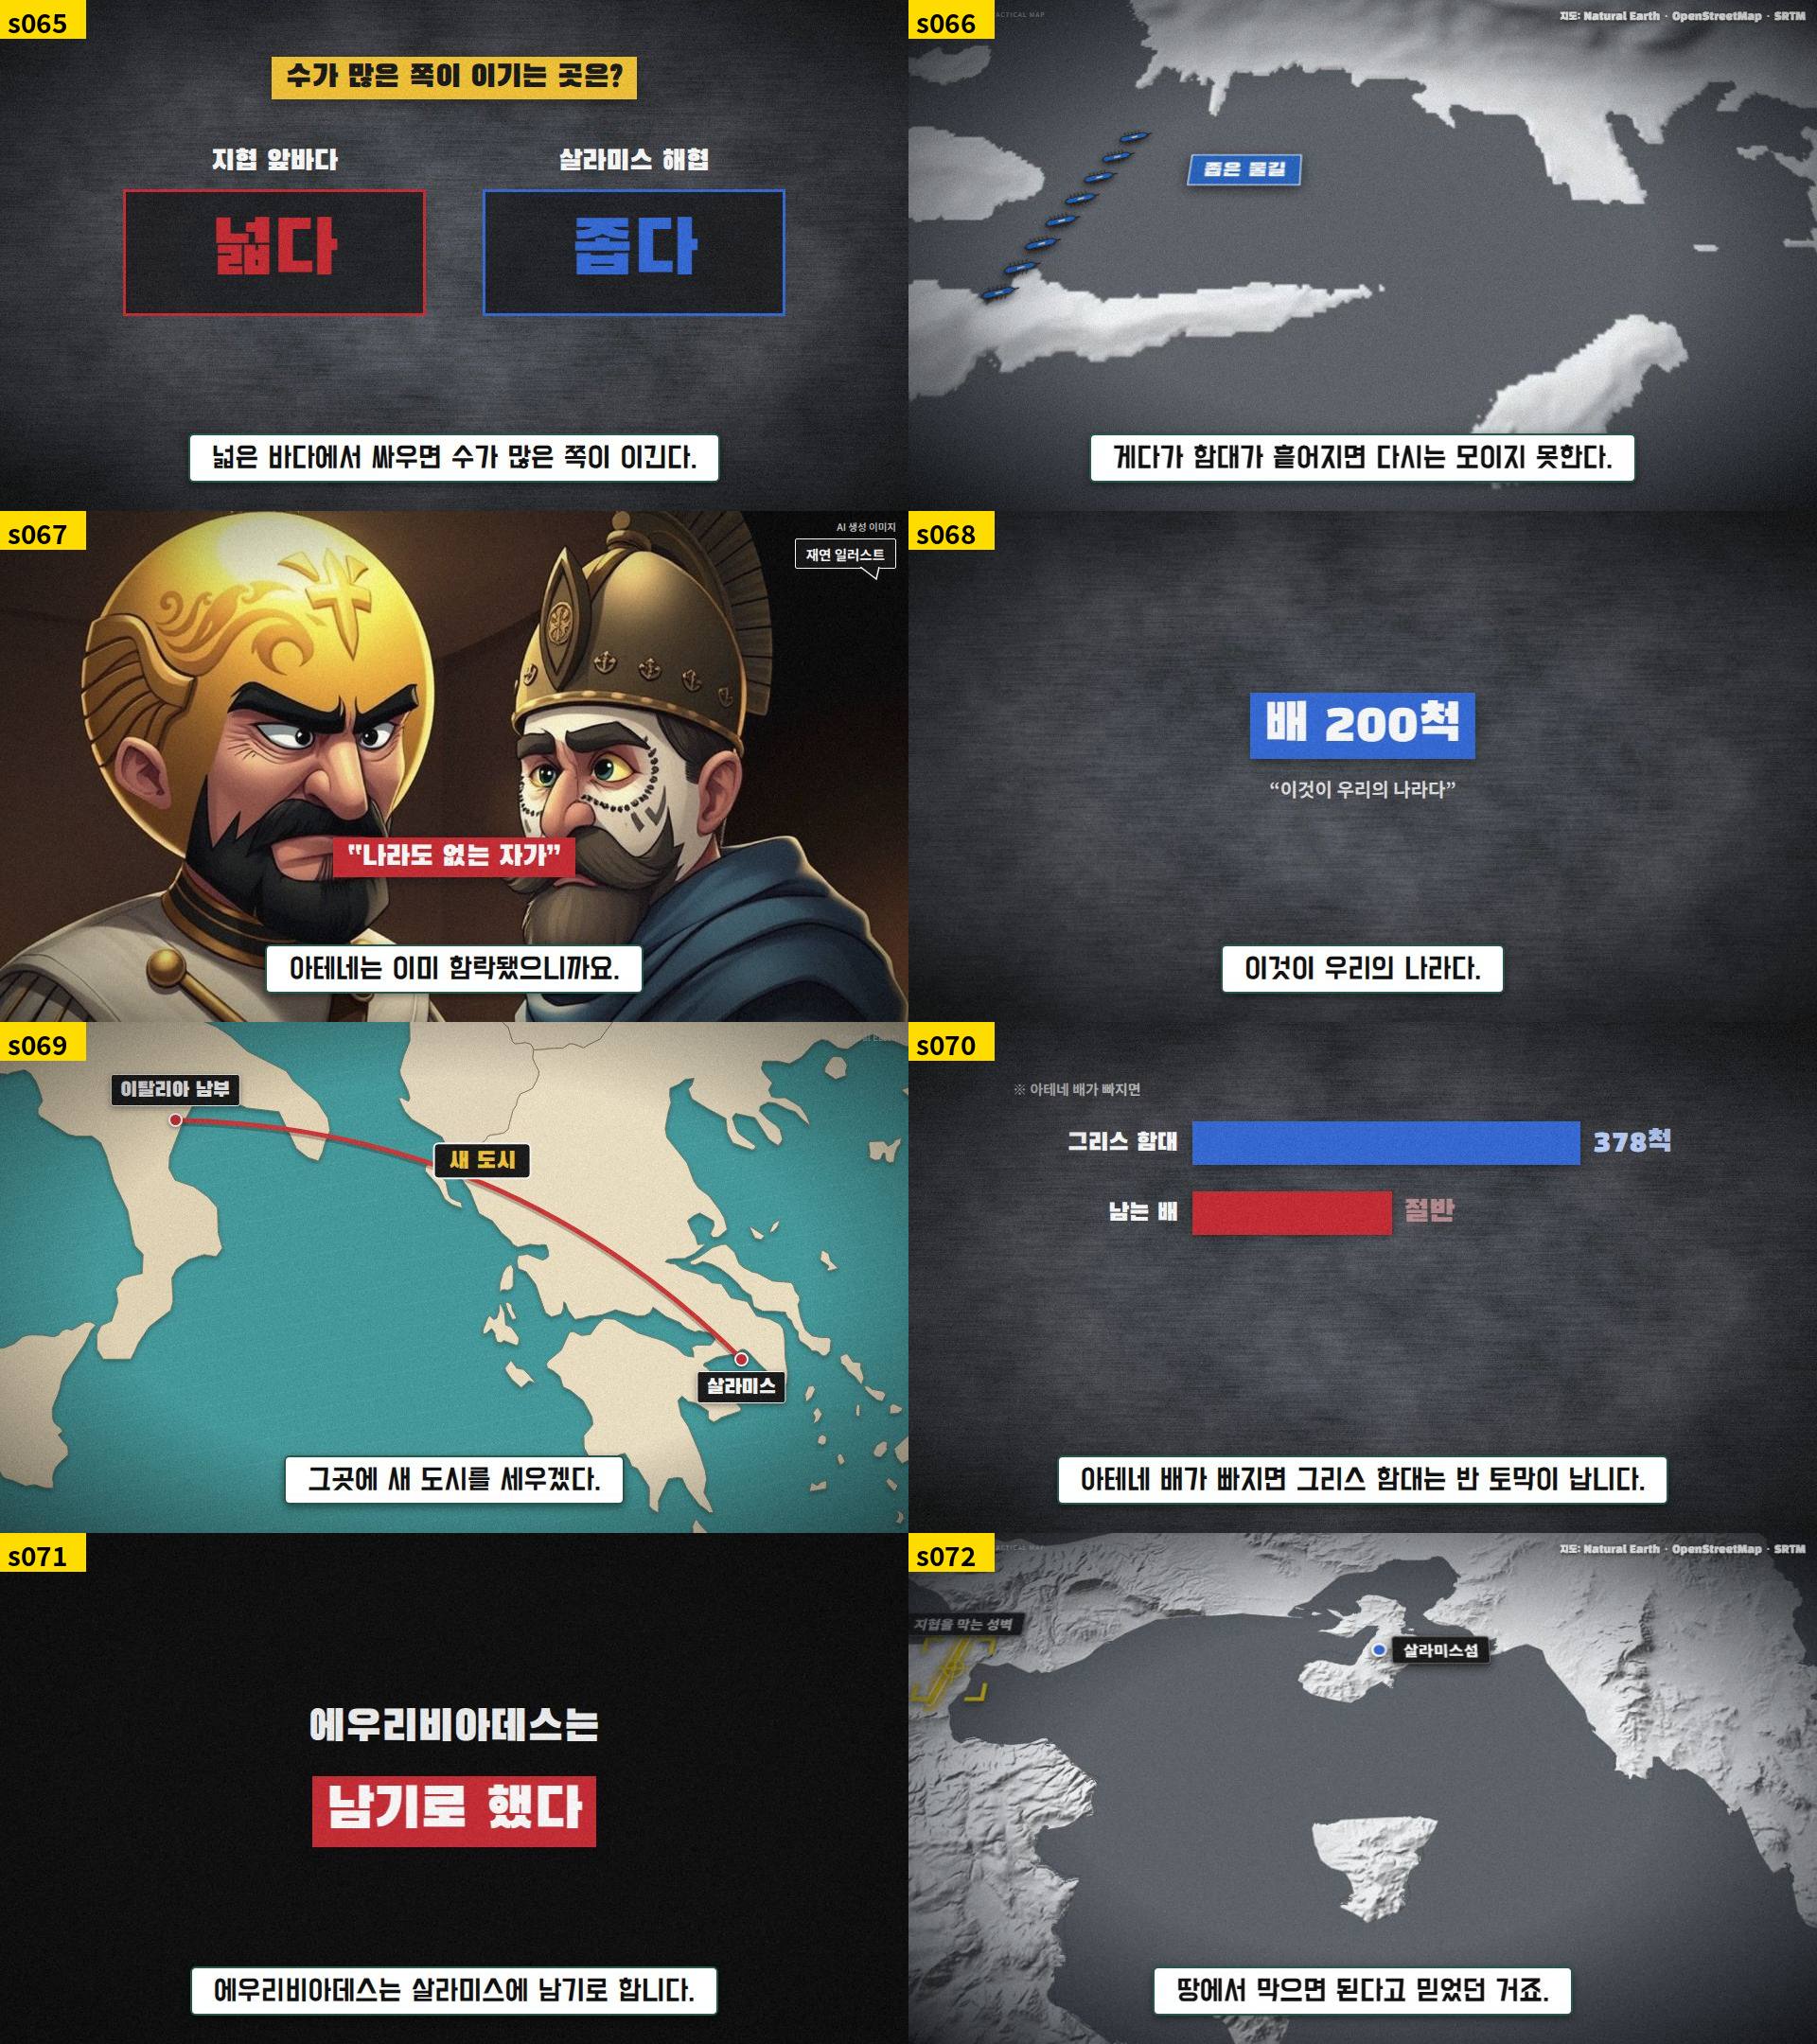 s065
수가 많은 쪽이 이기는 곳은?
지협 앞바다
살라미스 해협
넓다
좁다
넓은 바다에서 싸우면 수가 많은 쪽이 이긴다.
s066
ACTICAL MAP
지도: Natural Earth · OpenStreetMap · SRTM
좁은 물길
게다가 함대가 흩어지면 다시는 모이지 못한다.
s067
AI 생성 이미지
재연 일러스트
“나라도 없는 자가”
아테네는 이미 함락됐으니까요.
s068
배 200척
“이것이 우리의 나라다”
이것이 우리의 나라다.
s069
이탈리아 남부
새 도시
살라미스
그곳에 새 도시를 세우겠다.
s070
※ 아테네 배가 빠지면
그리스 함대
378척
남는 배
절반
아테네 배가 빠지면 그리스 함대는 반 토막이 납니다.
s071
에우리비아데스는
남기로 했다
에우리비아데스는 살라미스에 남기로 합니다.
s072
ACTICAL MAP
지도: Natural Earth · OpenStreetMap · SRTM
지협을 막는 성벽
살라미스섬
땅에서 막으면 된다고 믿었던 거죠.